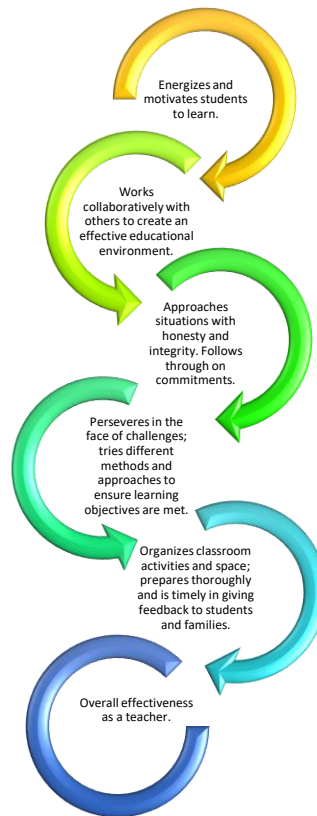 Energizes and
motivates students
to learn.
Works
collaboratively with
others to create an
effective educational
environment.
Approaches
situations with
honesty and
integrity. Follows
through on
commitments.
Perseveres in the
face of challenges;
tries different
methods and
approaches to
ensure learning
objectives are met.
Organizes classroom
activities and space;
prepares thoroughly
and is timely in giving
feedback to students
and families.
Overall effectiveness
as a teacher.